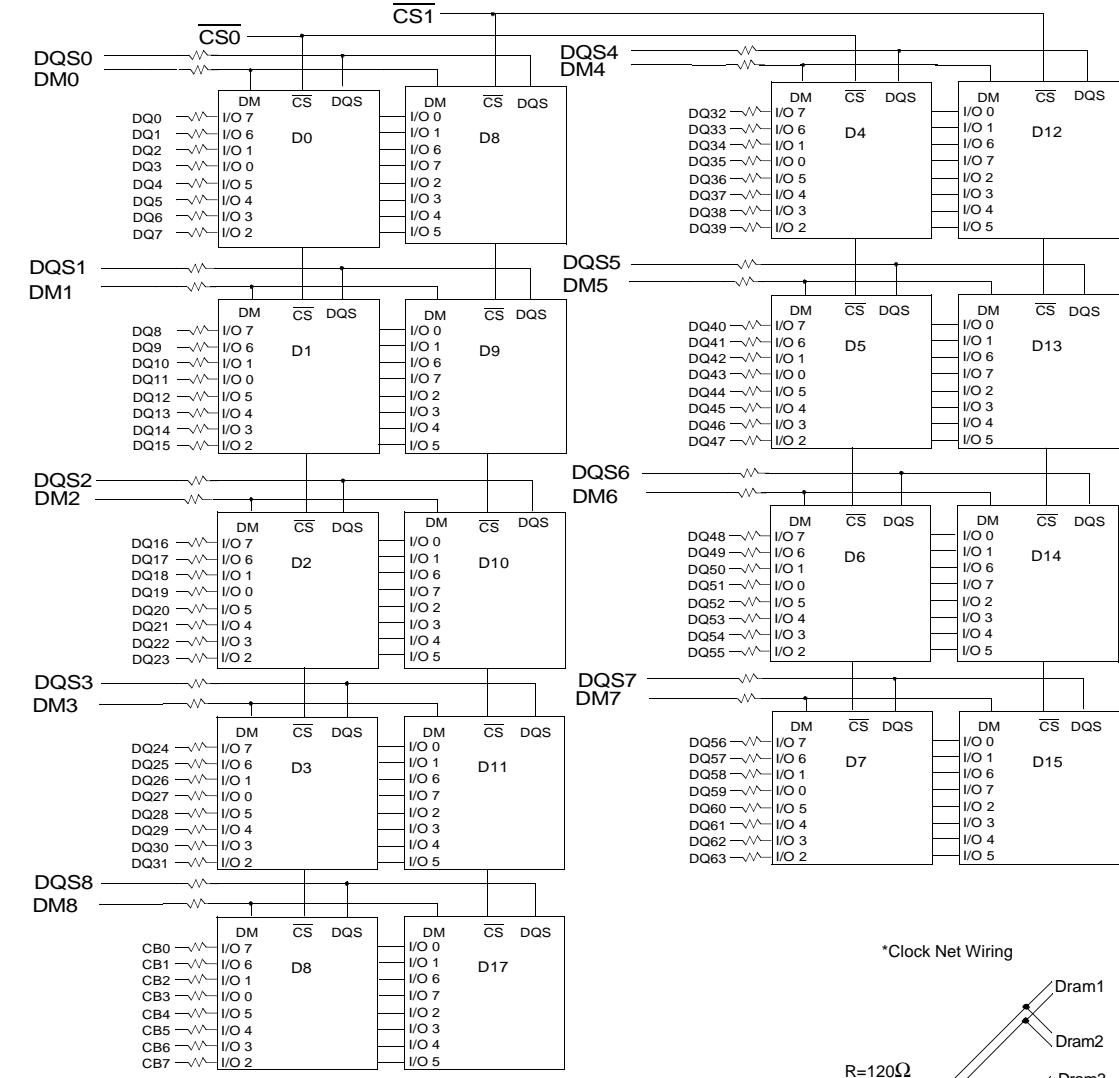 CS1
CS0
DQS0
DM0
DM CS DQS
DM CS DQS
D0
D8
DQ0 I/O 7 I/O 0
DQ1 I/O 6 I/O 1
DQ2 I/O 1 I/O 6
DQ3 I/O 0 I/O 7
DQ4 I/O 5 I/O 2
DQ5 I/O 4 I/O 3
DQ6 I/O 3 I/O 4
DQ7 I/O 2 I/O 5
DQS1
DM1
DM CS DQS
DM CS DQS
D1
D9
DQ8 I/O 7 I/O 0
DQ9 I/O 6 I/O 1
DQ10 I/O 1 I/O 6
DQ11 I/O 0 I/O 7
DQ12 I/O 5 I/O 2
DQ13 I/O 4 I/O 3
DQ14 I/O 3 I/O 4
DQ15 I/O 2 I/O 5
DQS2
DM2
DM CS DQS
DM CS DQS
D2
D10
DQ16 I/O 7 I/O 0
DQ17 I/O 6 I/O 1
DQ18 I/O 1 I/O 6
DQ19 I/O 0 I/O 7
DQ20 I/O 5 I/O 2
DQ21 I/O 4 I/O 3
DQ22 I/O 3 I/O 4
DQ23 I/O 2 I/O 5
DQS3
DM3
DM CS DQS
DM CS DQS
D3
D11
DQ24 I/O 7 I/O 0
DQ25 I/O 6 I/O 1
DQ26 I/O 1 I/O 6
DQ27 I/O 0 I/O 7
DQ28 I/O 5 I/O 2
DQ29 I/O 4 I/O 3
DQ30 I/O 3 I/O 4
DQ31 I/O 2 I/O 5
DQS8
DM8
DM CS DQS
DM CS DQS
D8
D17
CB0 I/O 7 I/O 0
CB1 I/O 6 I/O 1
CB2 I/O 1 I/O 6
CB3 I/O 0 I/O 7
CB4 I/O 5 I/O 2
CB5 I/O 4 I/O 3
CB6 I/O 3 I/O 4
CB7 I/O 2 I/O 5
DQS4
DM4
DM CS DQS
DM CS DQS
D4
D12
DQ32 I/O 7 I/O 0
DQ33 I/O 6 I/O 1
DQ34 I/O 1 I/O 6
DQ35 I/O 0 I/O 7
DQ36 I/O 5 I/O 2
DQ37 I/O 4 I/O 3
DQ38 I/O 3 I/O 4
DQ39 I/O 2 I/O 5
DQS5
DM5
DM CS DQS
DM CS DQS
D5
D13
DQ40 I/O 7 I/O 0
DQ41 I/O 6 I/O 1
DQ42 I/O 1 I/O 6
DQ43 I/O 0 I/O 7
DQ44 I/O 5 I/O 2
DQ45 I/O 4 I/O 3
DQ46 I/O 3 I/O 4
DQ47 I/O 2 I/O 5
DQS6
DM6
DM CS DQS
DM CS DQS
D6
D14
DQ48 I/O 7 I/O 0
DQ49 I/O 6 I/O 1
DQ50 I/O 1 I/O 6
DQ51 I/O 0 I/O 7
DQ52 I/O 5 I/O 2
DQ53 I/O 4 I/O 3
DQ54 I/O 3 I/O 4
DQ55 I/O 2 I/O 5
DQS7
DM7
DM CS DQS
DM CS DQS
D7
D15
DQ56 I/O 7 I/O 0
DQ57 I/O 6 I/O 1
DQ58 I/O 1 I/O 6
DQ59 I/O 0 I/O 7
DQ60 I/O 5 I/O 2
DQ61 I/O 4 I/O 3
DQ62 I/O 3 I/O 4
DQ63 I/O 2 I/O 5
*Clock Net Wiring
Dram1
Dram2
R=120Ω